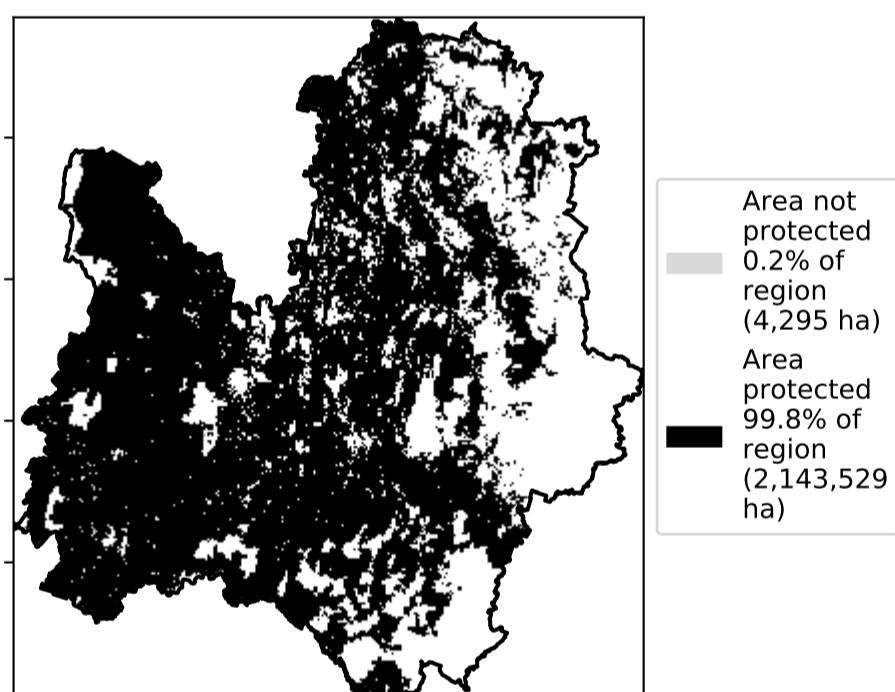 Area not
protected
0.2% of
region
(4,295 ha)
Area
protected
99.8% of
region
(2,143,529
ha)